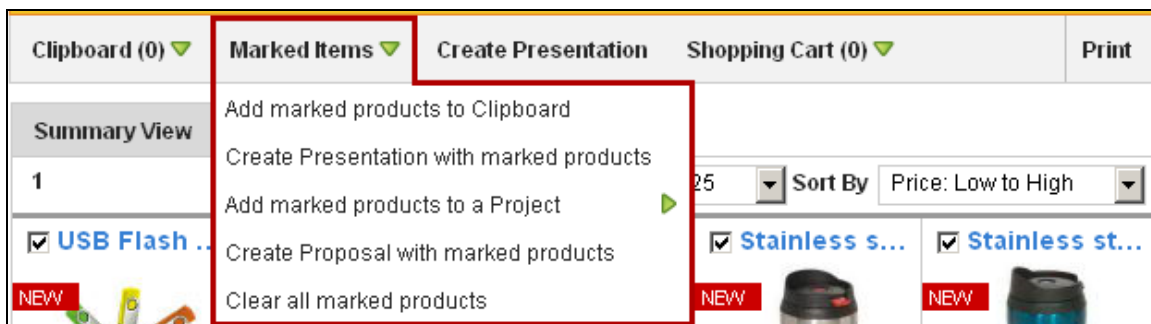 Clipboard (0) Marked Items Create Presentation Shopping Cart (0) Print
Add marked products to Clipboard
Summary View
Create Presentation with marked products
1 25 Sort By Price: Low to High
Add marked products to a Project
USB Flash .. Stainless s... Stainless st...
Create Proposal with marked products
NEW NEW NEW
Clear all marked products